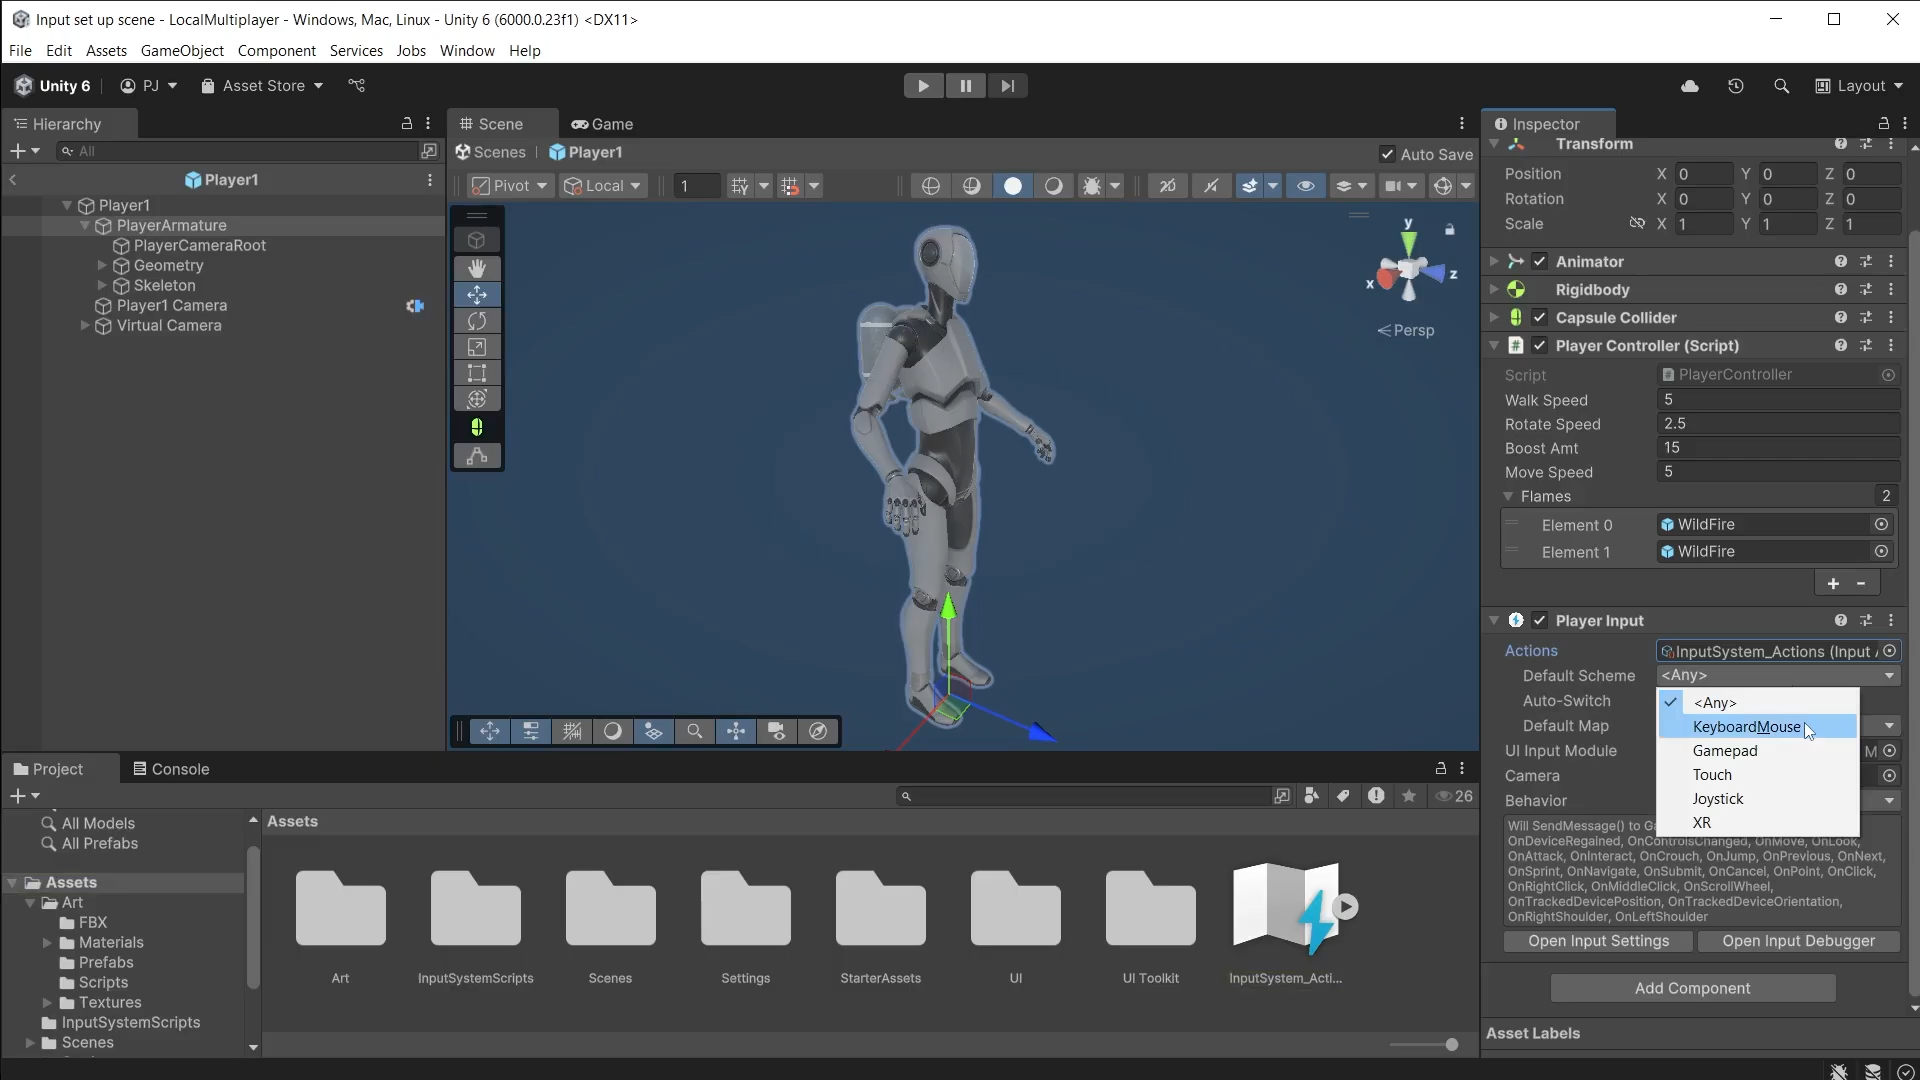 Input set up scene - LocalMultiplayer - Windows, Mac, Linux - Unity 6 (6000.0.23f1) <DX11>
File Edit Assets GameObject Component Services Jobs Window Help
Unity 6 PJ Asset Store Layout
Hierarchy
All
Player1
Player1
PlayerArmature
PlayerCameraRoot
Geometry
Skeleton
Player1 Camera
Virtual Camera
Scene Game
Scenes | Player1 Auto Save
Pivot Local 1 2D
y
x z
Persp
Inspector
Transform
Position X 0 Y 0 Z 0
Rotation X 0 Y 0 Z 0
Scale X 1 Y 1 Z 1
Animator
Rigidbody
Capsule Collider
Player Controller (Script)
Script PlayerController
Walk Speed 5
Rotate Speed 2.5
Boost Amt 15
Move Speed 5
Flames 2
Element 0 WildFire
Element 1 WildFire
+ -
Player Input
Actions InputSystem_Actions (Input
Default Scheme <Any>
Auto-Switch <Any>
Default Map KeyboardMouse
UI Input Module Gamepad M
Camera Touch
Behavior Joystick
XR
Will SendMessage() to
OnDeviceRegained, OnControlsChanged, OnMove, OnLook,
OnAttack, OnInteract, OnCrouch, OnJump, OnPrevious, OnNext,
OnSprint, OnNavigate, OnSubmit, OnCancel, OnPoint, OnClick,
OnRightClick, OnMiddleClick, OnScrollWheel,
OnTrackedDevicePosition, OnTrackedDeviceOrientation,
OnRightShoulder, OnLeftShoulder
Open Input Settings Open Input Debugger
Add Component
Asset Labels
Project Console
26
All Models
All Prefabs
Assets
Art
FBX
Materials
Prefabs
Scripts
Textures
InputSystemScripts
Scenes
Assets
Art InputSystemScripts Scenes Settings StarterAssets UI UI Toolkit InputSystem_Acti...